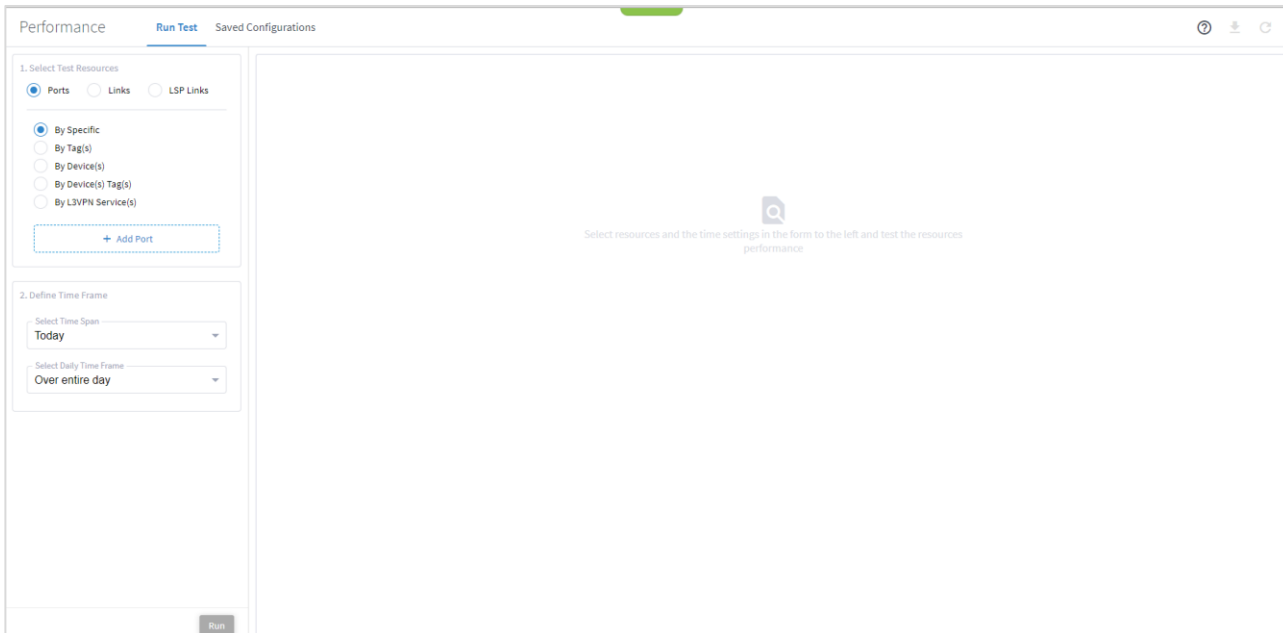 Performance
Run Test
Saved Configurations
1. Select Test Resources
Ports
Links
LSP Links
By Specific
By Tag(s)
By Device(s)
By Device(s) Tag(s)
By L3VPN Service(s)
+ Add Port
2. Define Time Frame
Select Time Span
Today
Select Daily Time Frame
Over entire day
Run
Select resources and the time settings in the form to the left and test the resources
performance